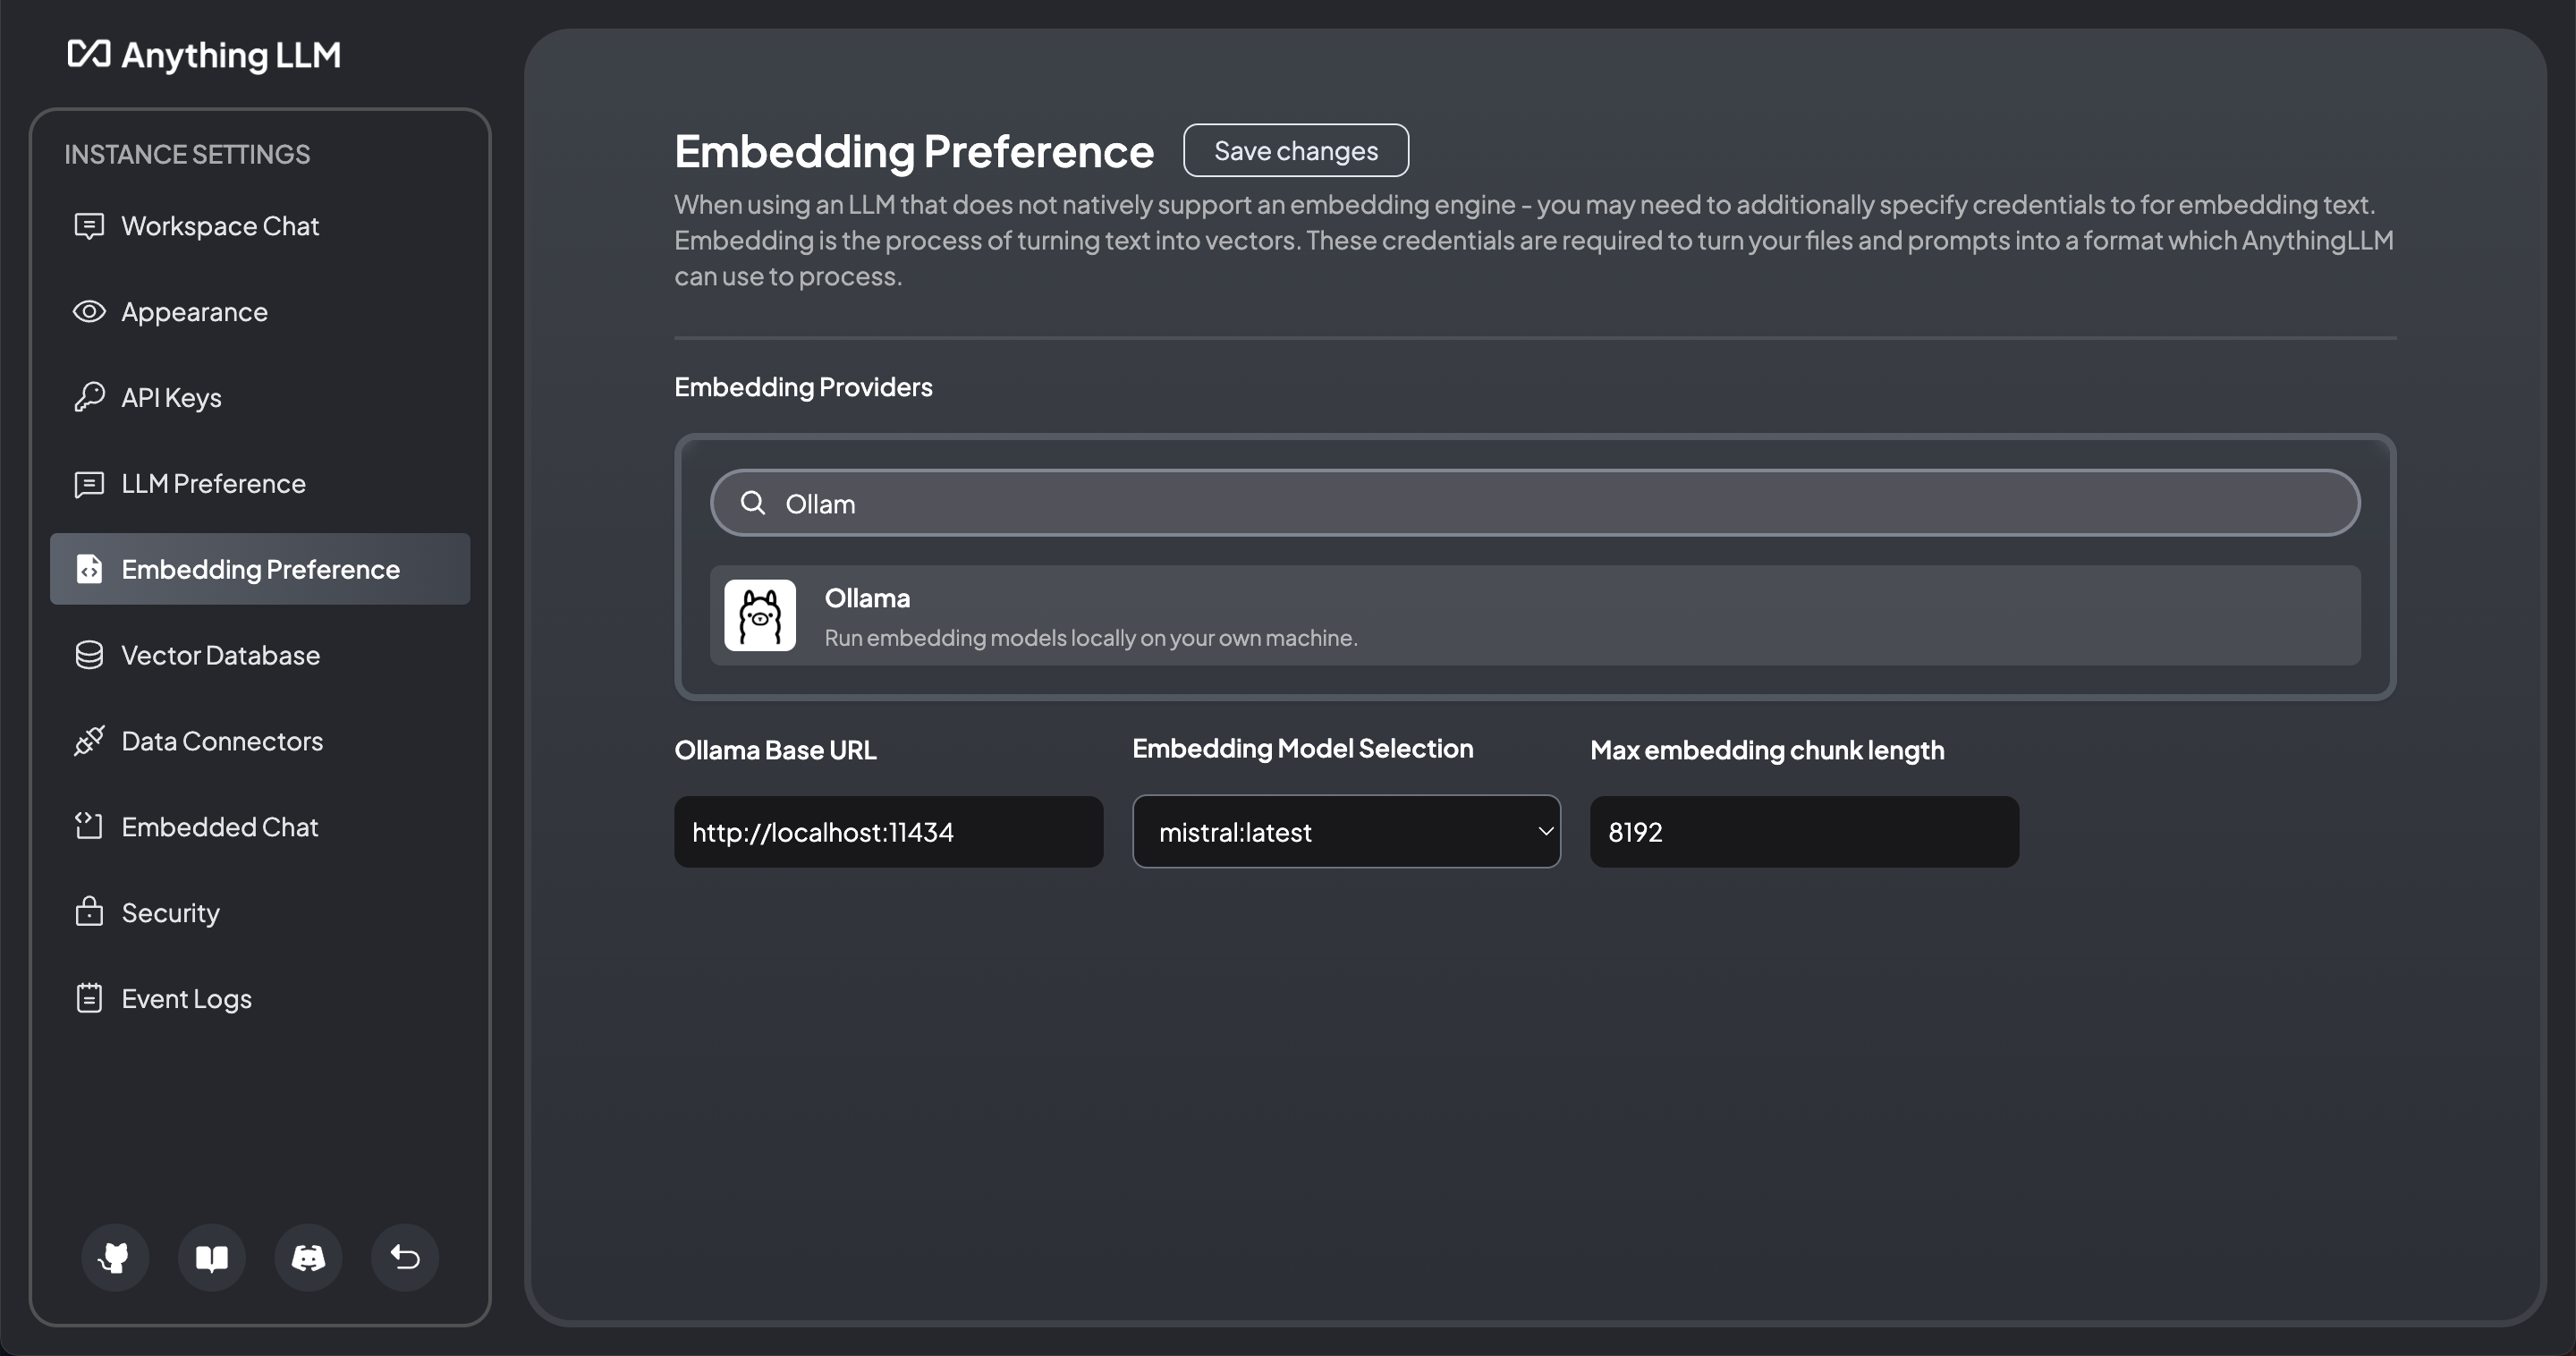 Anything LLM
INSTANCE SETTINGS
Workspace Chat
Appearance
API Keys
LLM Preference
Embedding Preference
Vector Database
Data Connectors
Embedded Chat
Security
Event Logs
Embedding Preference
Save changes
When using an LLM that does not natively support an embedding engine - you may need to additionally specify credentials to for embedding text.
Embedding is the process of turning text into vectors. These credentials are required to turn your files and prompts into a format which AnythingLLM
can use to process.
Embedding Providers
Ollam
Ollama
Run embedding models locally on your own machine.
Ollama Base URL
Embedding Model Selection
Max embedding chunk length
http://localhost:11434
mistral:latest
8192